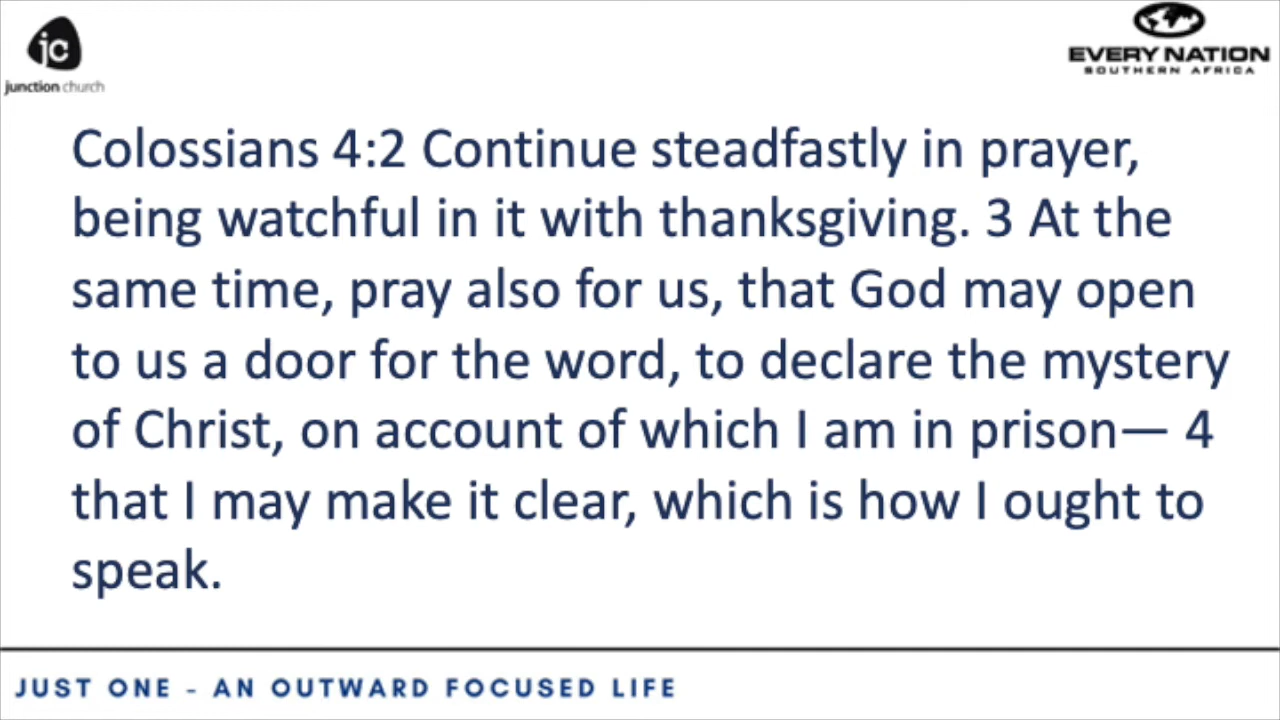 jc
junction church
EVERY NATION
SOUTHERN AFRICA
Colossians 4:2 Continue steadfastly in prayer,
being watchful in it with thanksgiving. 3 At the
same time, pray also for us, that God may open
to us a door for the word, to declare the mystery
of Christ, on account of which I am in prison— 4
that I may make it clear, which is how I ought to
speak.
JUST ONE - AN OUTWARD FOCUSED LIFE